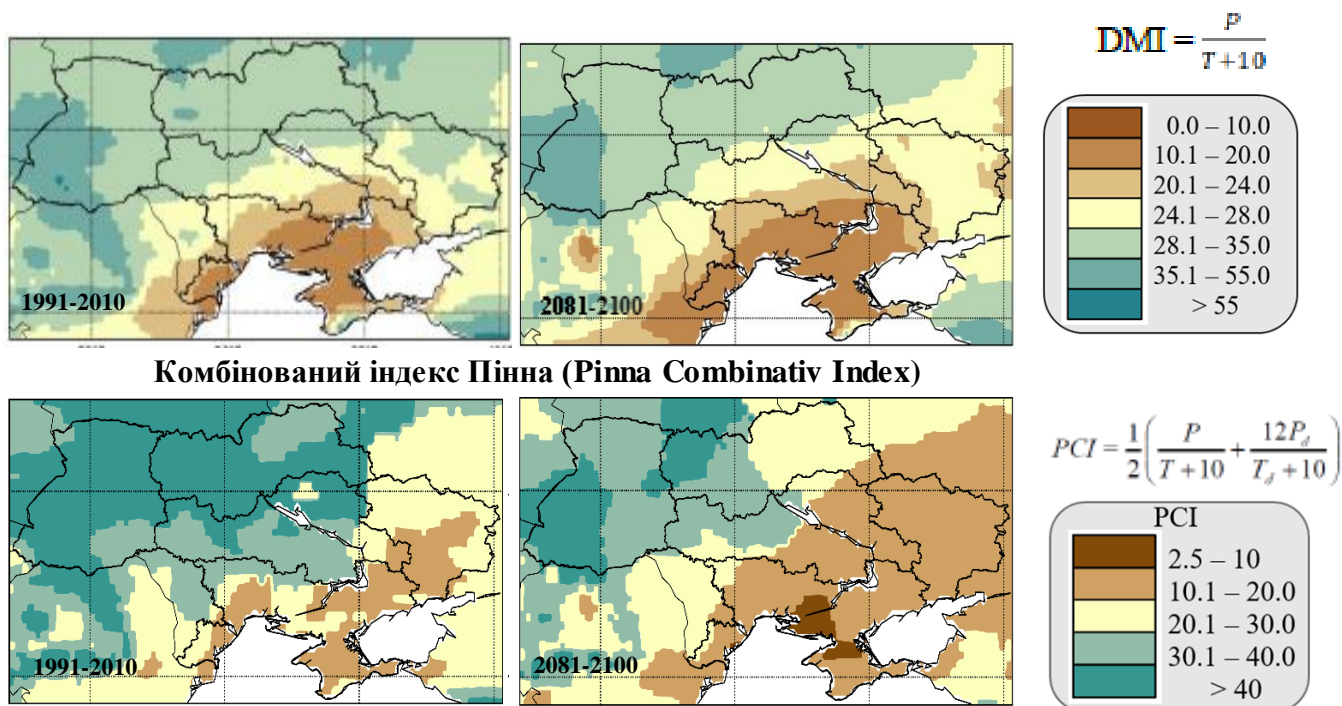 DMI = P / T+10
0.0 – 10.0
10.1 – 20.0
20.1 – 24.0
24.1 – 28.0
28.1 – 35.0
35.1 – 55.0
> 55
1991-2010
2081-2100
Комбінований індекс Пінна (Pinna Combinativ Index)
PCI = 1/2 ( P / T+10 + 12P_d / T_d+10 )
PCI
2.5 – 10
10.1 – 20.0
20.1 – 30.0
30.1 – 40.0
> 40
1991-2010
2081-2100